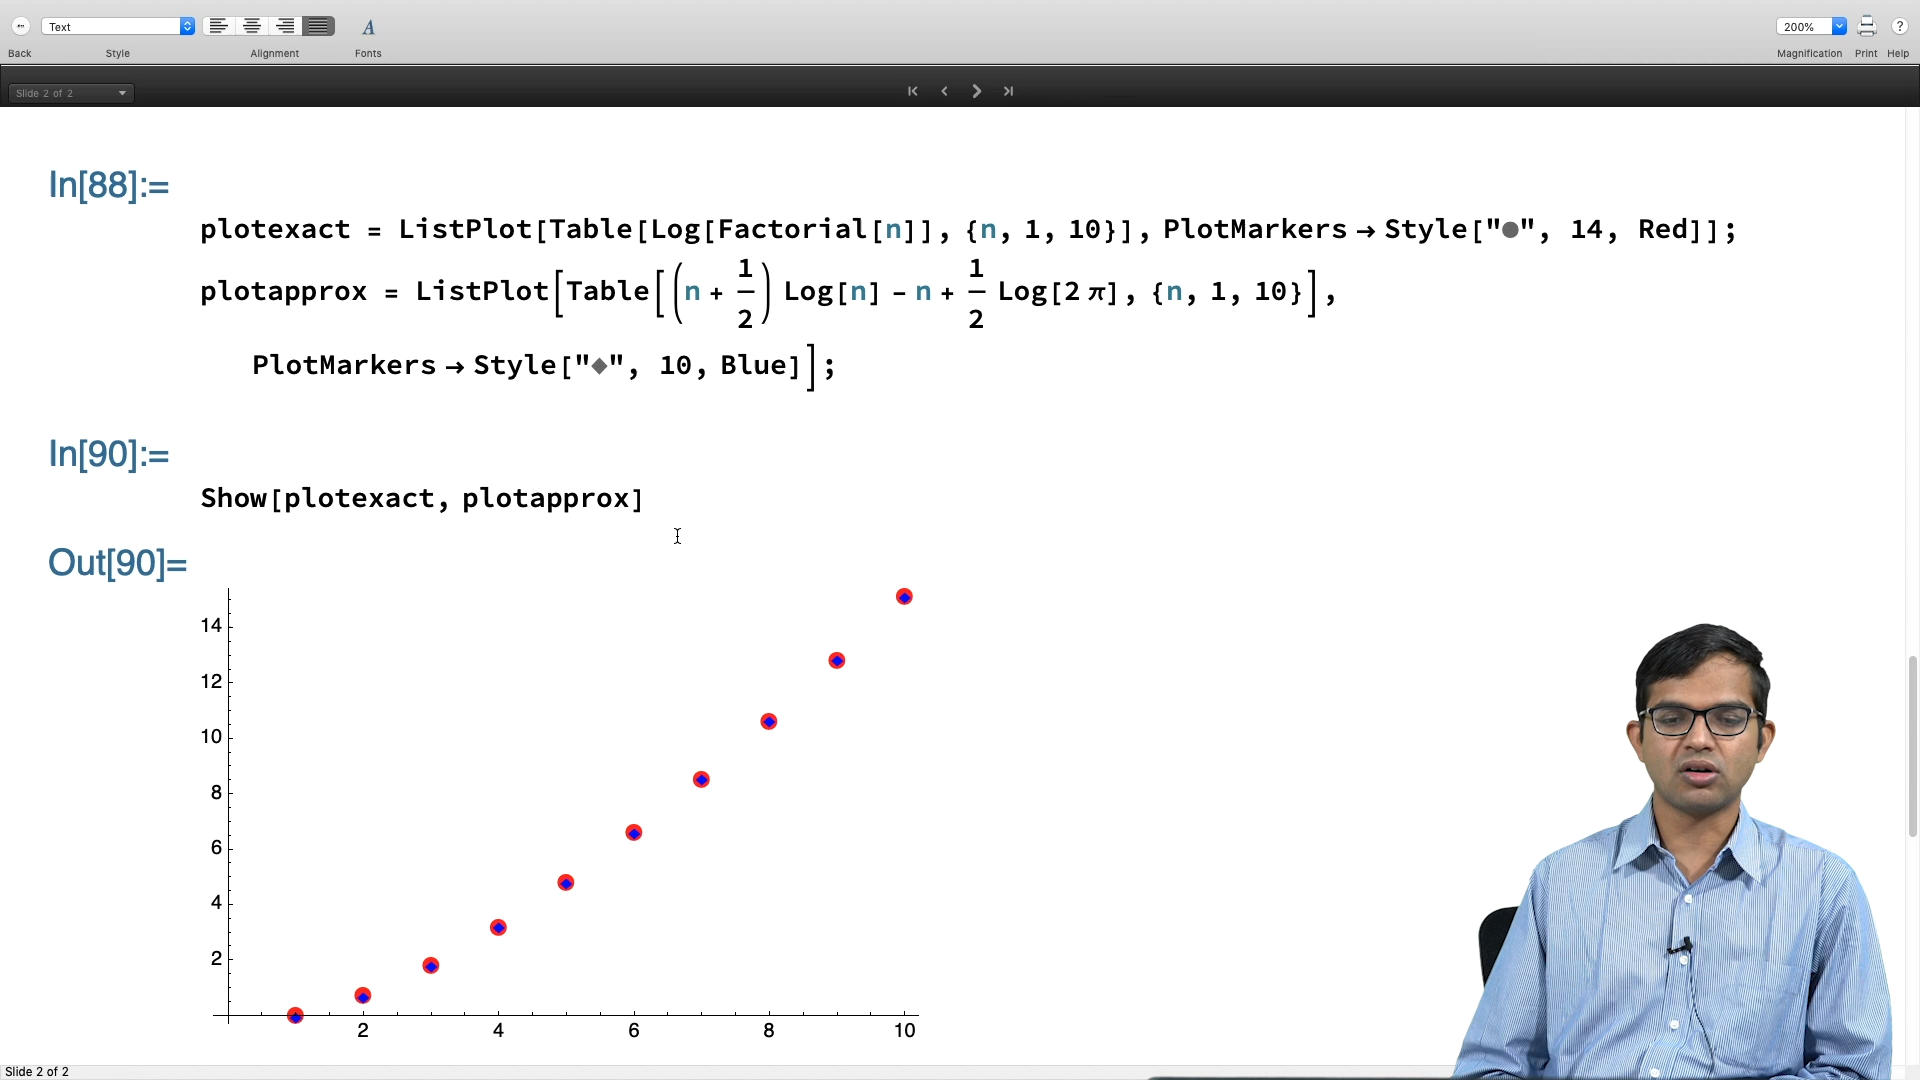 Text
200%
Back
Style
Alignment
Fonts
Magnification
Print
Help
Slide 2 of 2
In[88]:=
plotexact = ListPlot[Table[Log[Factorial[n]], {n, 1, 10}], PlotMarkers → Style["●", 14, Red]];
plotapprox = ListPlot[Table[(n + 1/2) Log[n] - n + 1/2 Log[2 π], {n, 1, 10}],
PlotMarkers → Style["◆", 10, Blue]];
In[90]:=
Show[plotexact, plotapprox]
Out[90]=
14
12
10
8
6
4
2
2 4 6 8 10
Slide 2 of 2